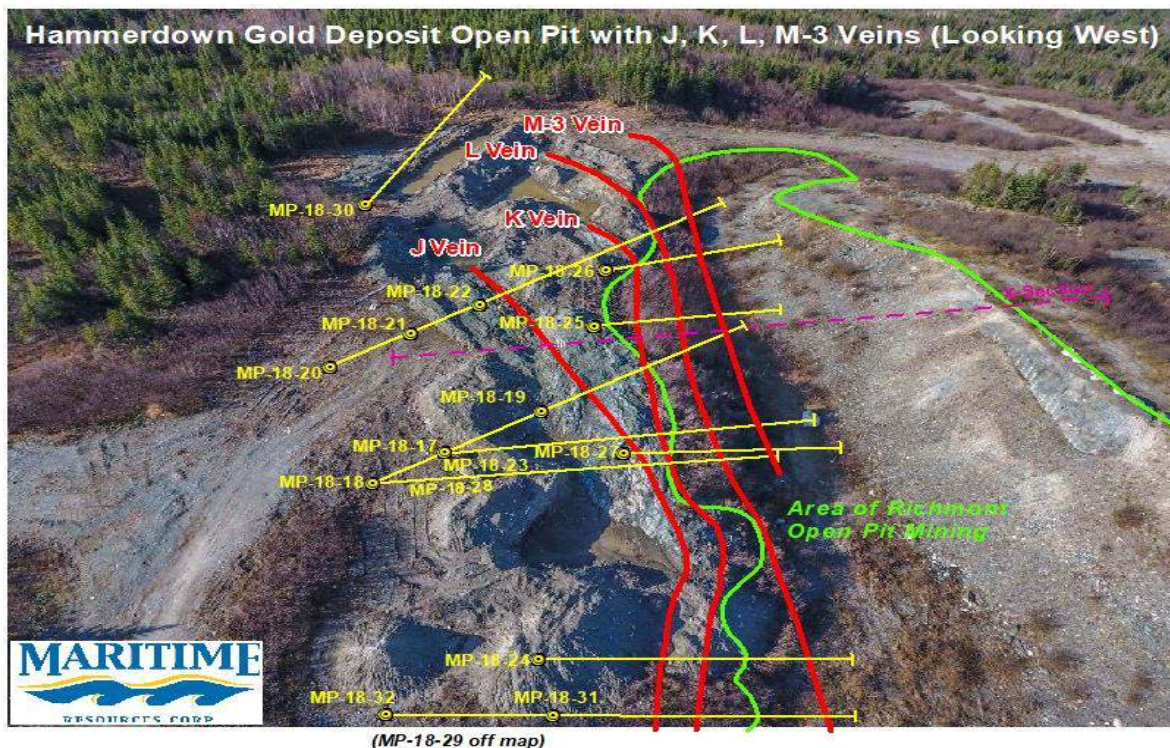 Hammerdown Gold Deposit Open Pit with J, K, L, M-3 Veins (Looking West)
M-3 Vein
L Vein
MP-18-30
K Vein
J Vein
MP-18-26
MP-18-22
MP-18-21
MP-18-25
MP-18-20
MP-18-19
MP-18-17
MP-18-27
MP-18-23
MP-18-18
MP-18-28
Area of Richmont
Open Pit Mining
MARITIME
RESOURCES CORP
MP-18-24
MP-18-32
MP-18-31
(MP-18-29 off map)